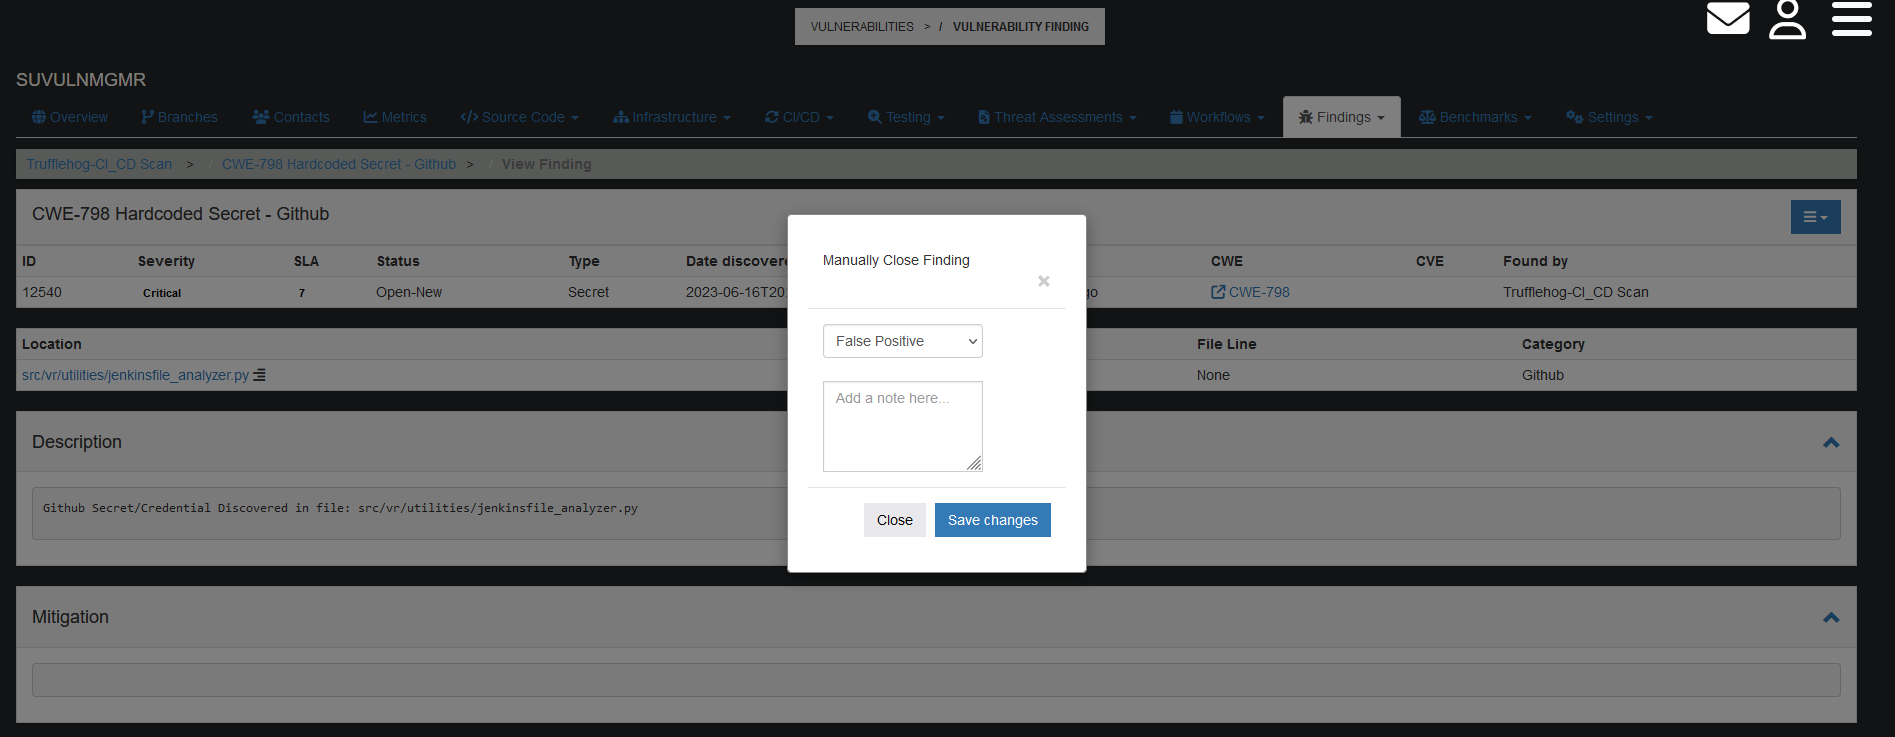 VULNERABILITIES > / VULNERABILITY FINDING
SUVULNMGMR
Overview Branches Contacts Metrics Source Code Infrastructure CI/CD Testing Threat Assessments Workflows Findings Benchmarks Settings
Trufflehog-CI_CD Scan > / CWE-798 Hardcoded Secret - Github > / View Finding
CWE-798 Hardcoded Secret - Github
ID Severity SLA Status Type Date discovere CWE CVE Found by
12540 Critical 7 Open-New Secret 2023-06-16T20: go CWE-798 Trufflehog-CI_CD Scan
Location File Line Category
src/vr/utilities/jenkinsfile_analyzer.py None Github
Description
Github Secret/Credential Discovered in file: src/vr/utilities/jenkinsfile_analyzer.py
Mitigation
Manually Close Finding
×
False Positive
Add a note here...
Close Save changes